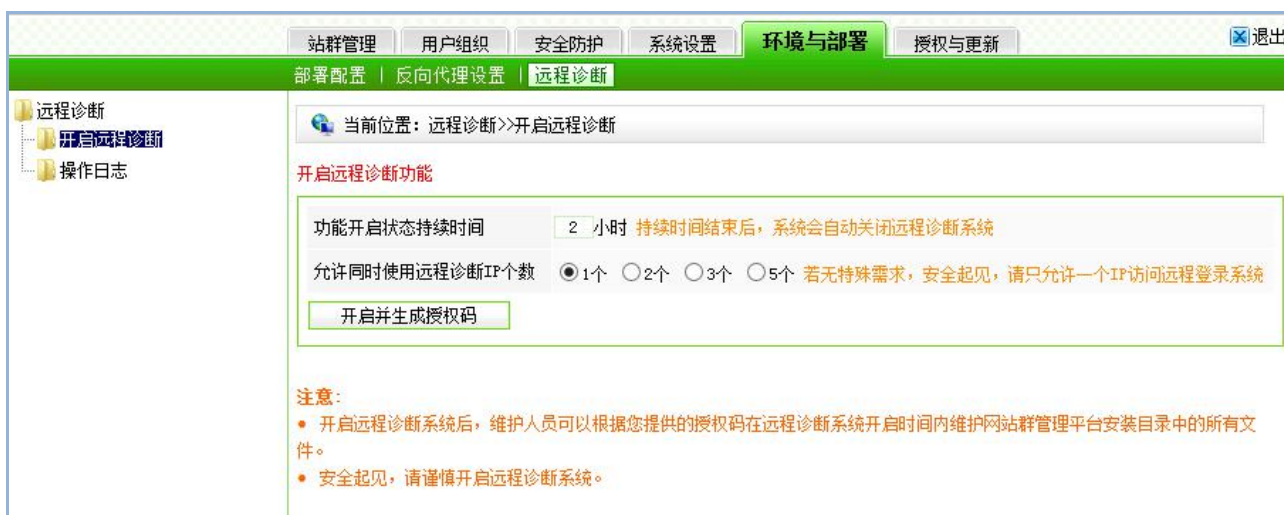 站群管理 用户组织 安全防护 系统设置 环境与部署 授权与更新 退出
部署配置 | 反向代理设置 | 远程诊断
远程诊断
开启远程诊断
操作日志
当前位置：远程诊断>>开启远程诊断
开启远程诊断功能
功能开启状态持续时间 2 小时 持续时间结束后，系统会自动关闭远程诊断系统
允许同时使用远程诊断IP个数 1个 2个 3个 5个 若无特殊需求，安全起见，请只允许一个IP访问远程登录系统
开启并生成授权码
注意：
• 开启远程诊断系统后，维护人员可以根据您提供的授权码在远程诊断系统开启时间内维护网站群管理平台安装目录中的所有文
件。
• 安全起见，请谨慎开启远程诊断系统。